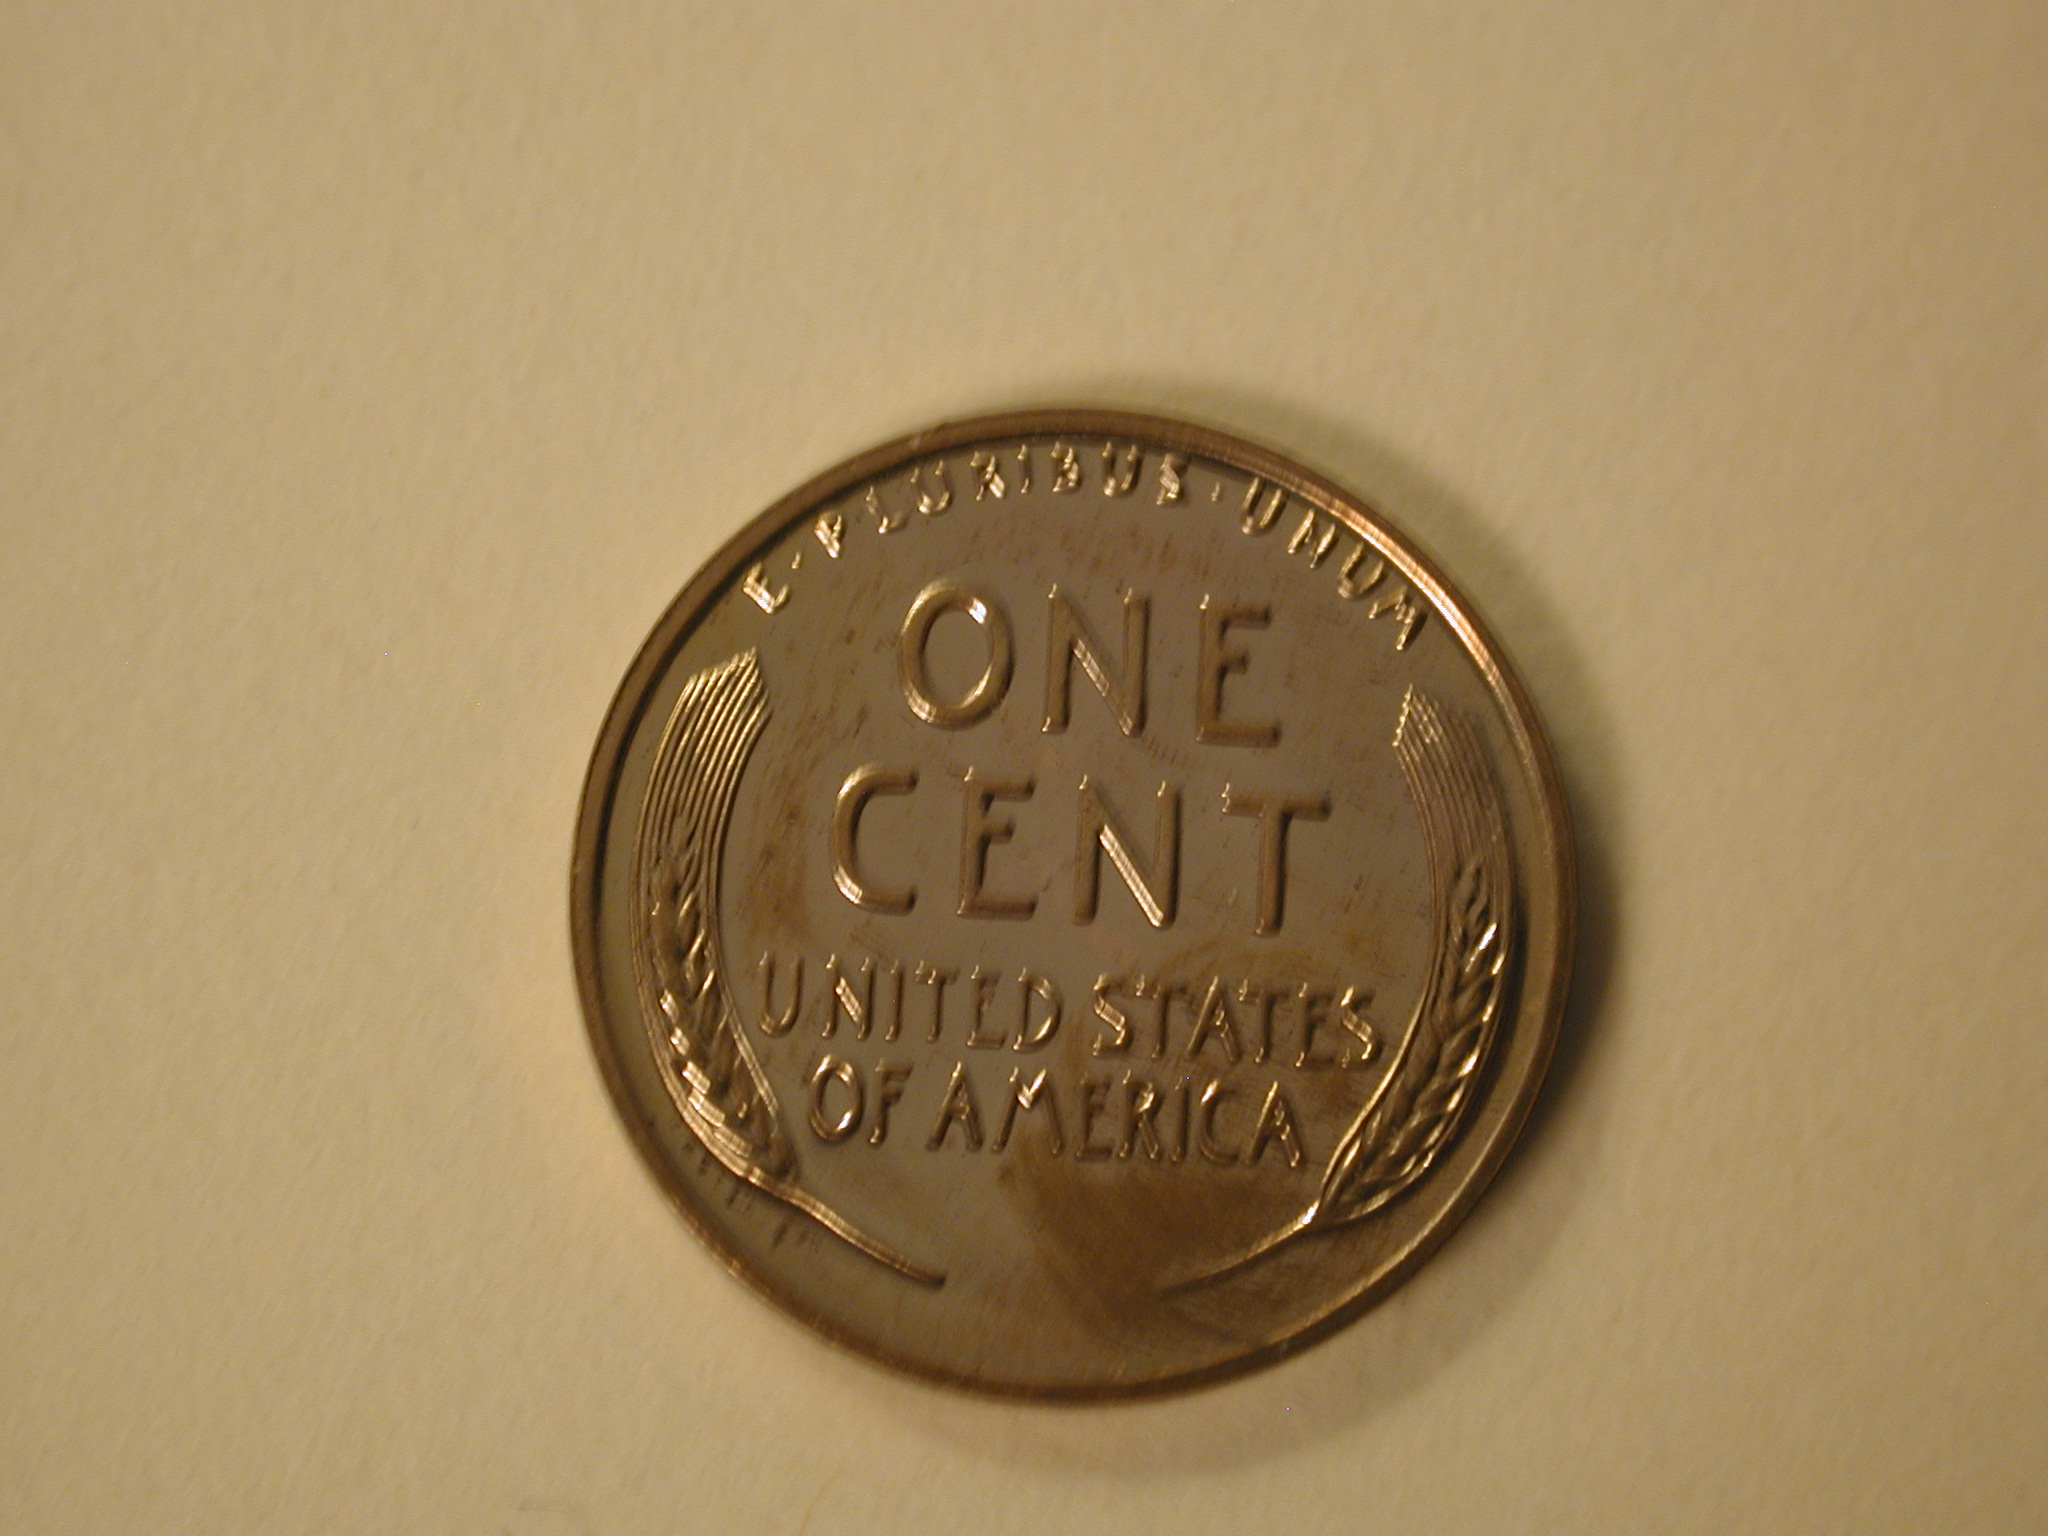 E·PLURIBUS·UNUM
ONE
CENT
UNITED STATES
OF AMERICA